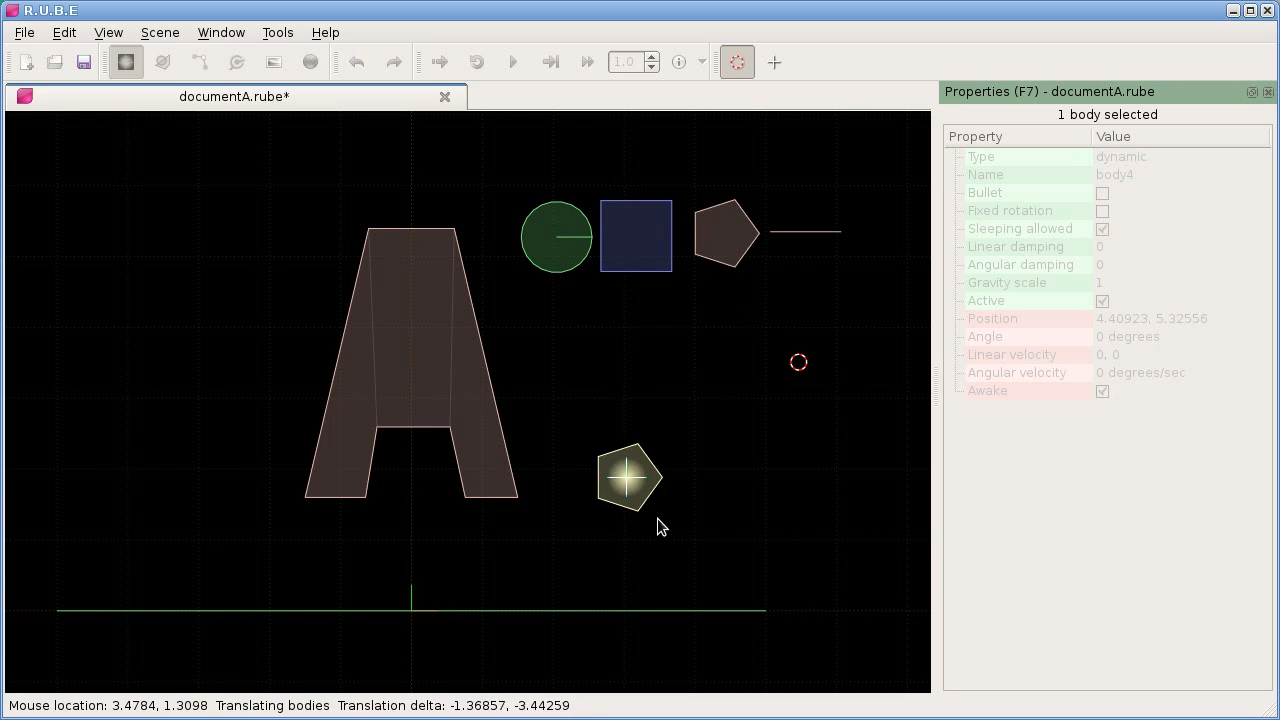 R.U.B.E
File Edit View Scene Window Tools Help
1.0
documentA.rube*
Properties (F7) - documentA.rube
1 body selected
Property Value
Type dynamic
Name body4
Bullet
Fixed rotation
Sleeping allowed
Linear damping 0
Angular damping 0
Gravity scale 1
Active
Position 4.40923, 5.32556
Angle 0 degrees
Linear velocity 0, 0
Angular velocity 0 degrees/sec
Awake
Mouse location: 3.4784, 1.3098 Translating bodies Translation delta: -1.36857, -3.44259